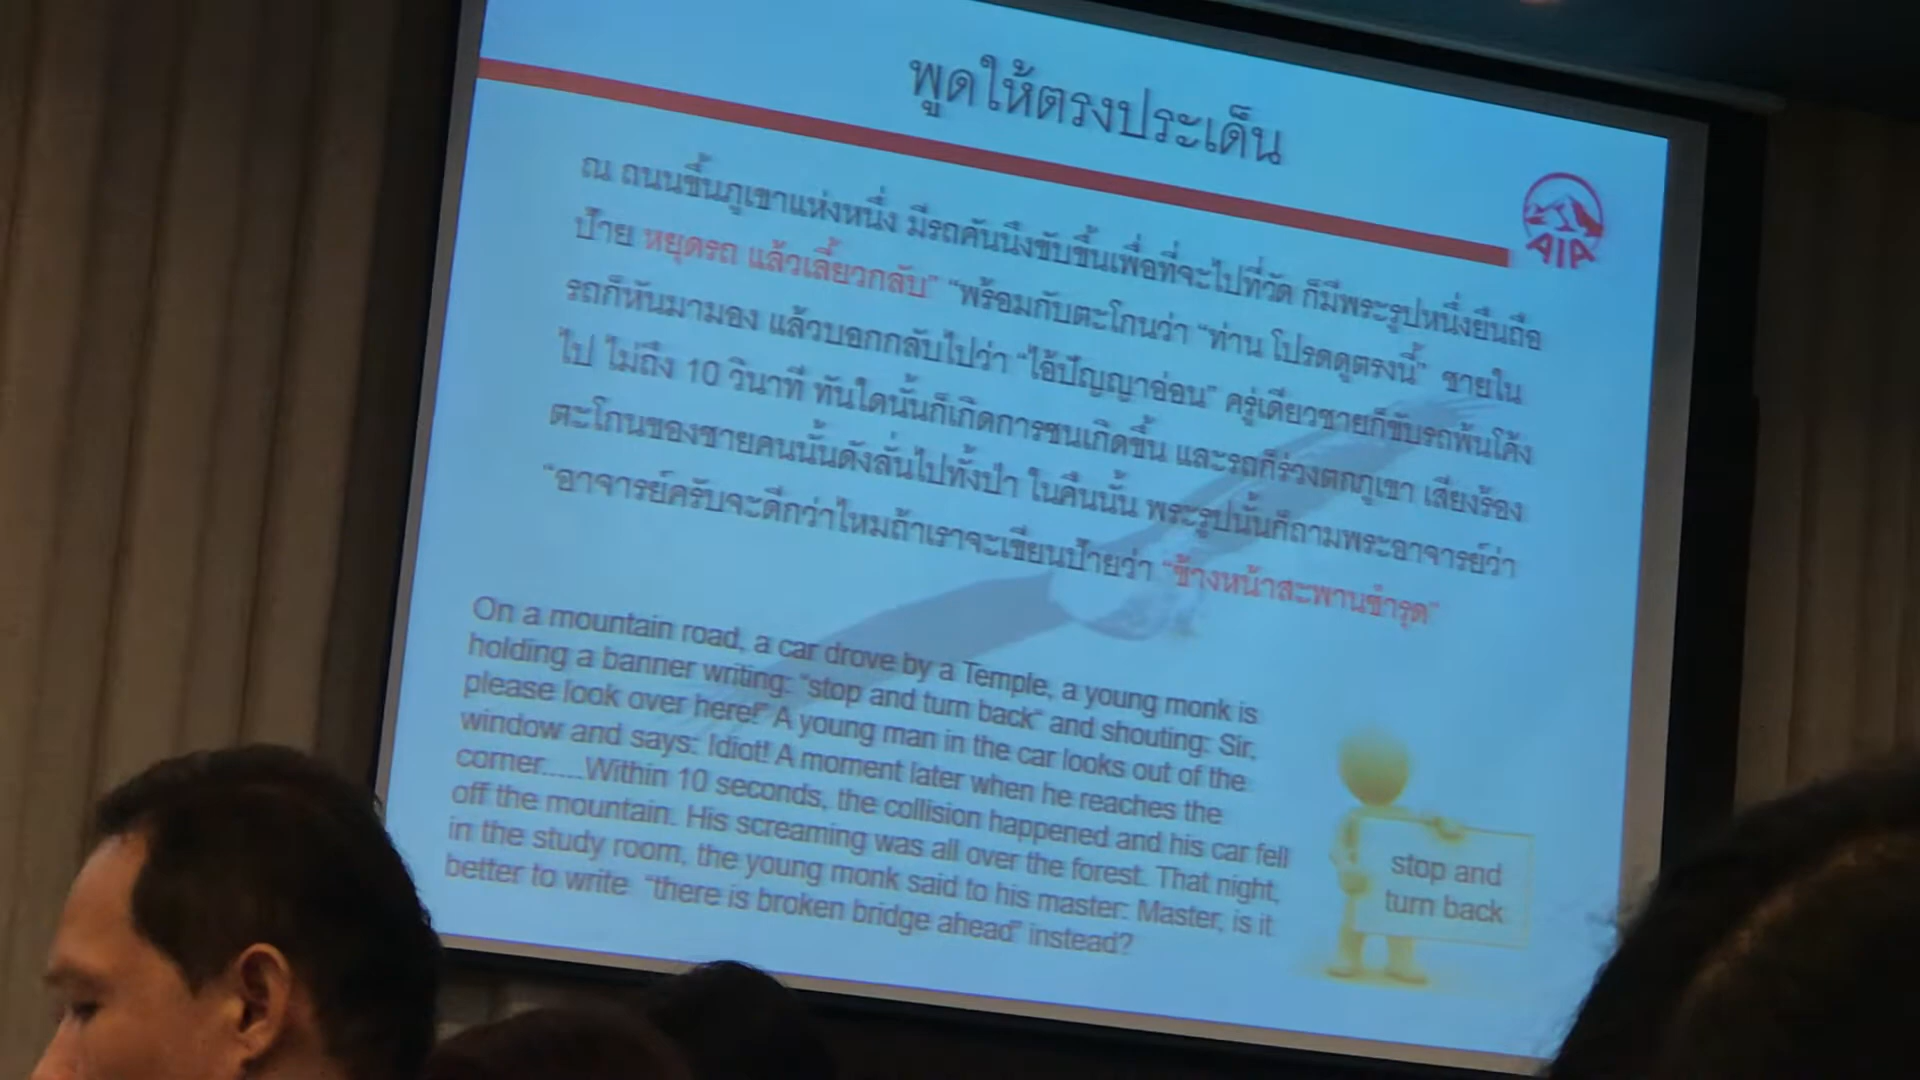 พูดให้ตรงประเด็น
AIA
ณ ถนนขึ้นภูเขาแห่งหนึ่ง มีรถคันนึงขับขึ้นเพื่อที่จะไปที่วัด ก็มีพระรูปหนึ่งยืนถือ
ป้าย หยุดรถ แล้วเลี้ยวกลับ" "พร้อมกับตะโกนว่า "ท่าน โปรดดูตรงนี้" ชายใน
รถก็หันมามอง แล้วบอกกลับไปว่า "ไอ้ปัญญาอ่อน" ครู่เดียวชายก็ขับรถพ้นโค้ง
ไป ไม่ถึง 10 วินาที ทันใดนั้นก็เกิดการชนเกิดขึ้น และรถก็ร่วงตกภูเขา เสียงร้อง
ตะโกนของชายคนนั้นดังลั่นไปทั้งป่า ในคืนนั้น พระรูปนั้นก็ถามพระอาจารย์ว่า
"อาจารย์ครับจะดีกว่าไหมถ้าเราจะเขียนป้ายว่า "ข้างหน้าสะพานชำรุด"
On a mountain road, a car drove by a Temple, a young monk is
holding a banner writing: "stop and turn back" and shouting: Sir,
please look over here!" A young man in the car looks out of the
window and says: Idiot! A moment later when he reaches the
corner......Within 10 seconds, the collision happened and his car fell
off the mountain. His screaming was all over the forest. That night,
in the study room, the young monk said to his master: Master, is it
better to write "there is broken bridge ahead" instead?
stop and
turn back